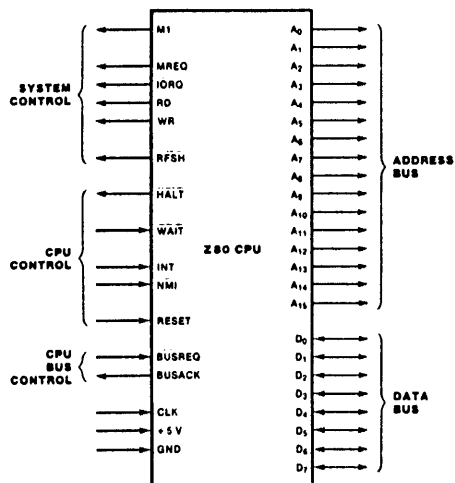 SYSTEM
CONTROL
M1
MREQ
IORQ
RD
WR
RFSH
CPU
CONTROL
HALT
WAIT
INT
NMI
RESET
CPU
BUS
CONTROL
BUSREQ
BUSACK
CLK
+5 V
GND
Z80 CPU
A0
A1
A2
A3
A4
A5
A6
A7
A8
A9
A10
A11
A12
A13
A14
A15
ADDRESS
BUS
D0
D1
D2
D3
D4
D5
D6
D7
DATA
BUS